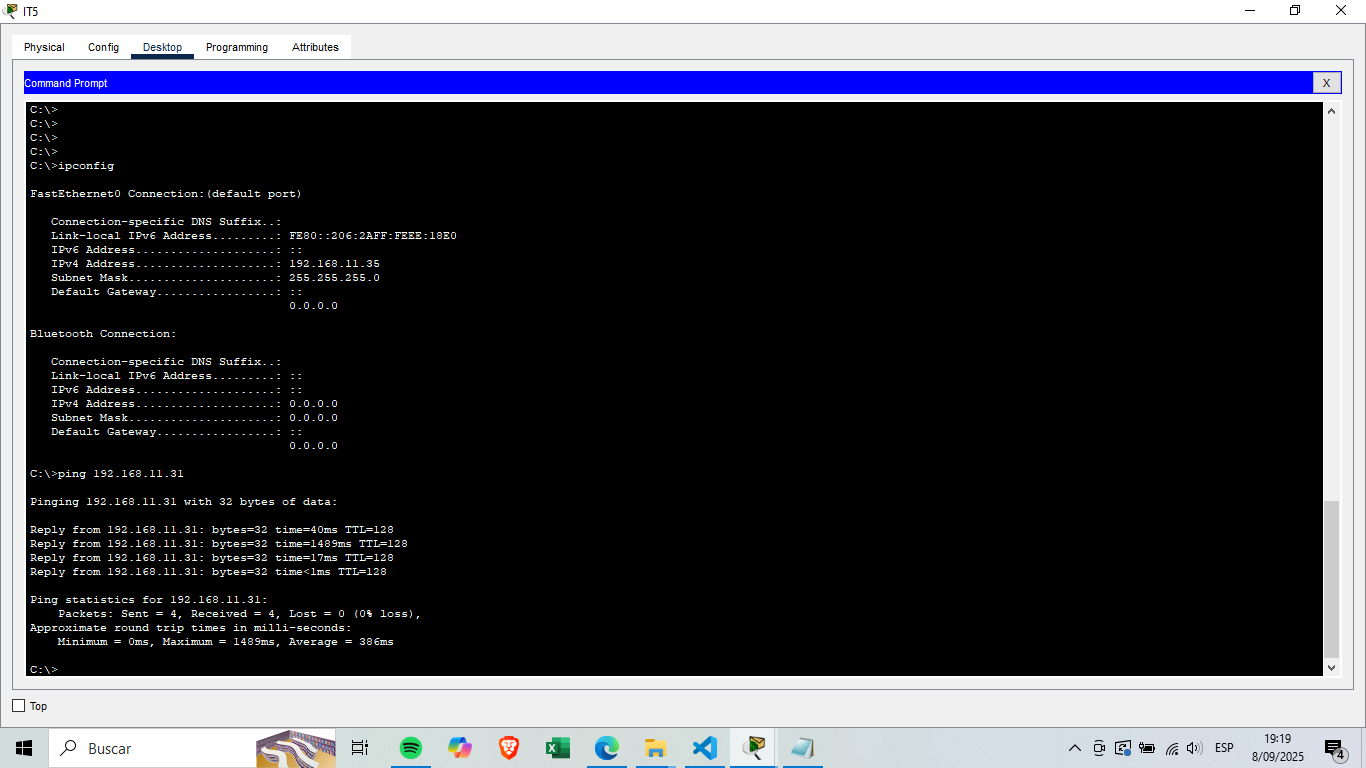 IT5
Physical Config Desktop Programming Attributes
Command Prompt
X
C:\>
C:\>
C:\>
C:\>
C:\>ipconfig
FastEthernet0 Connection:(default port)
Connection-specific DNS Suffix..:
Link-local IPv6 Address.........: FE80::206:2AFF:FEEE:18E0
IPv6 Address....................: ::
IPv4 Address....................: 192.168.11.35
Subnet Mask.....................: 255.255.255.0
Default Gateway.................: ::
0.0.0.0
Bluetooth Connection:
Connection-specific DNS Suffix..:
Link-local IPv6 Address.........: ::
IPv6 Address....................: ::
IPv4 Address....................: 0.0.0.0
Subnet Mask.....................: 0.0.0.0
Default Gateway.................: ::
0.0.0.0
C:\>ping 192.168.11.31
Pinging 192.168.11.31 with 32 bytes of data:
Reply from 192.168.11.31: bytes=32 time=40ms TTL=128
Reply from 192.168.11.31: bytes=32 time=1489ms TTL=128
Reply from 192.168.11.31: bytes=32 time=17ms TTL=128
Reply from 192.168.11.31: bytes=32 time<1ms TTL=128
Ping statistics for 192.168.11.31:
Packets: Sent = 4, Received = 4, Lost = 0 (0% loss),
Approximate round trip times in milli-seconds:
Minimum = 0ms, Maximum = 1489ms, Average = 386ms
C:\>
Top
Buscar
ESP
19:19
8/09/2025
4